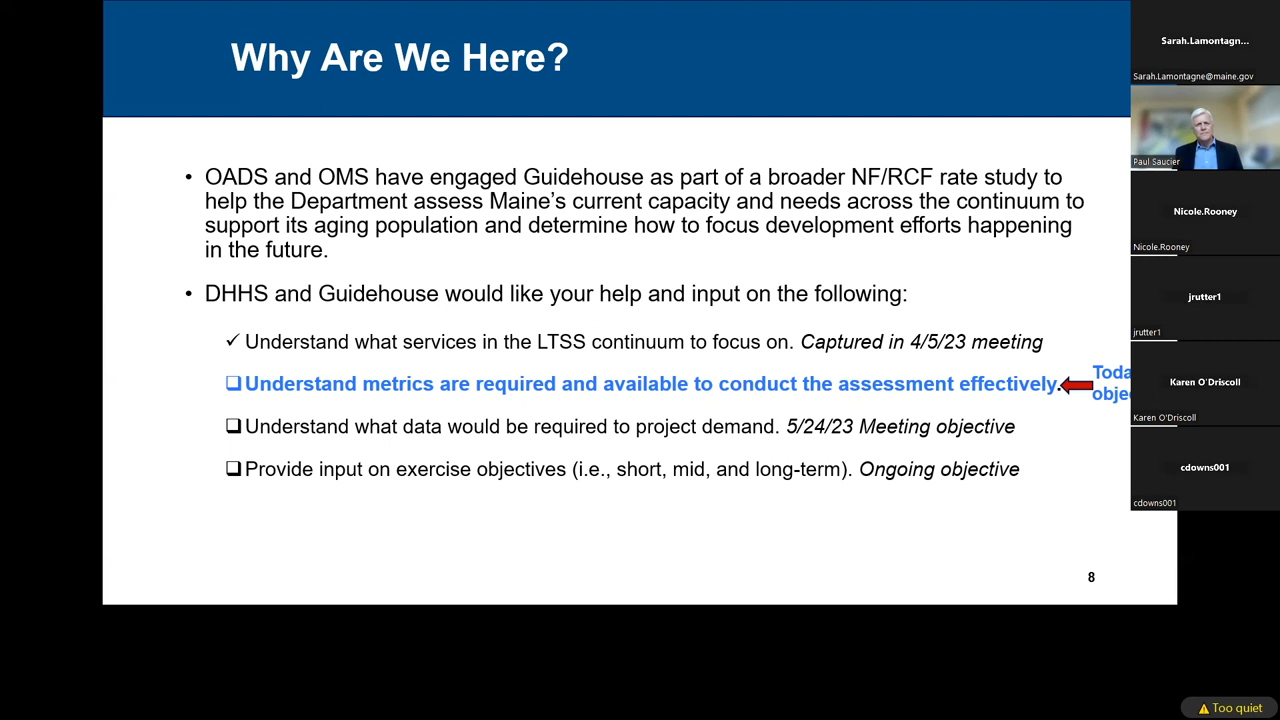 Why Are We Here?
• OADS and OMS have engaged Guidehouse as part of a broader NF/RCF rate study to
help the Department assess Maine's current capacity and needs across the continuum to
support its aging population and determine how to focus development efforts happening
in the future.
• DHHS and Guidehouse would like your help and input on the following:
✓ Understand what services in the LTSS continuum to focus on. Captured in 4/5/23 meeting
❑ Understand metrics are required and available to conduct the assessment effectively.
❑ Understand what data would be required to project demand. 5/24/23 Meeting objective
❑ Provide input on exercise objectives (i.e., short, mid, and long-term). Ongoing objective
8
Sarah.Lamontagn...
Sarah.Lamontagne@maine.gov
Paul Saucier
Nicole.Rooney
Nicole.Rooney
jrutter1
jrutter1
Karen O'Driscoll
Karen O'Driscoll
cdowns001
cdowns001
Too quiet